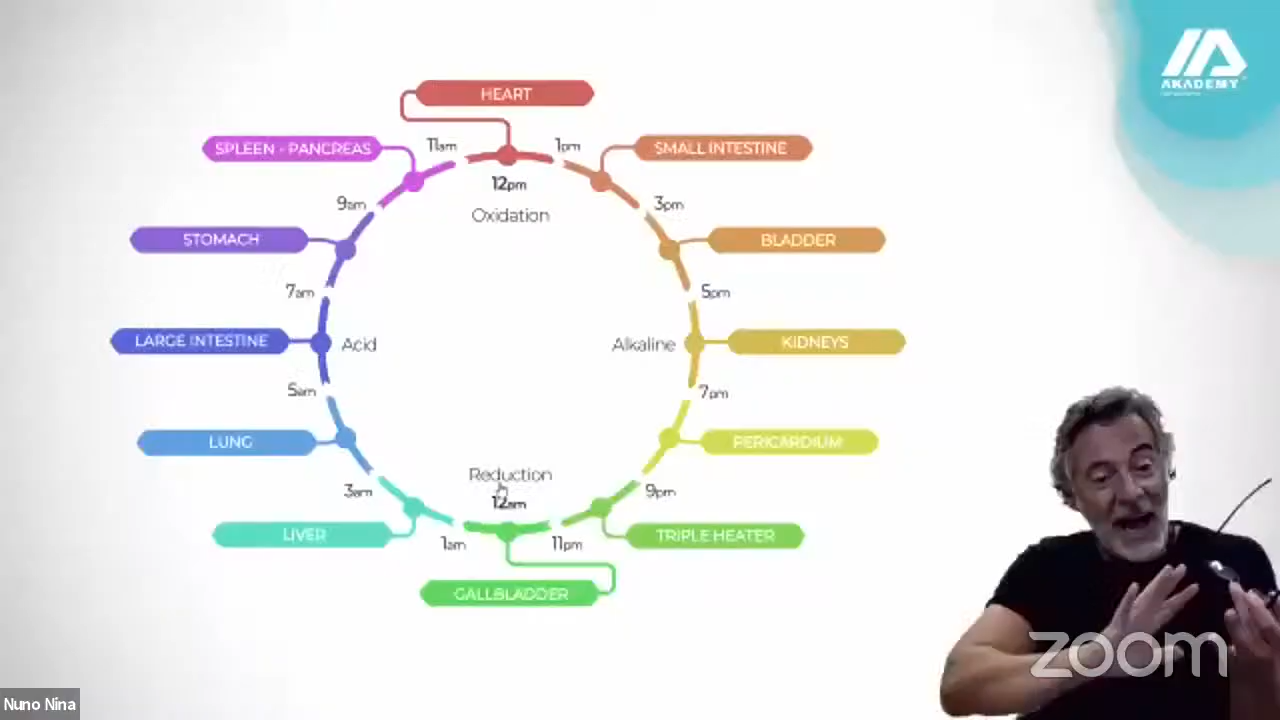 AKADEMY
HEART
SPLEEN - PANCREAS
11am
1pm
SMALL INTESTINE
12pm
9am
3pm
Oxidation
STOMACH
BLADDER
7am
5pm
LARGE INTESTINE
Acid
Alkaline
KIDNEYS
5am
7pm
LUNG
PERICARDIUM
Reduction
3am
12am
9pm
LIVER
1am
11pm
TRIPLE HEATER
GALLBLADDER
zoom
Nuno Nina